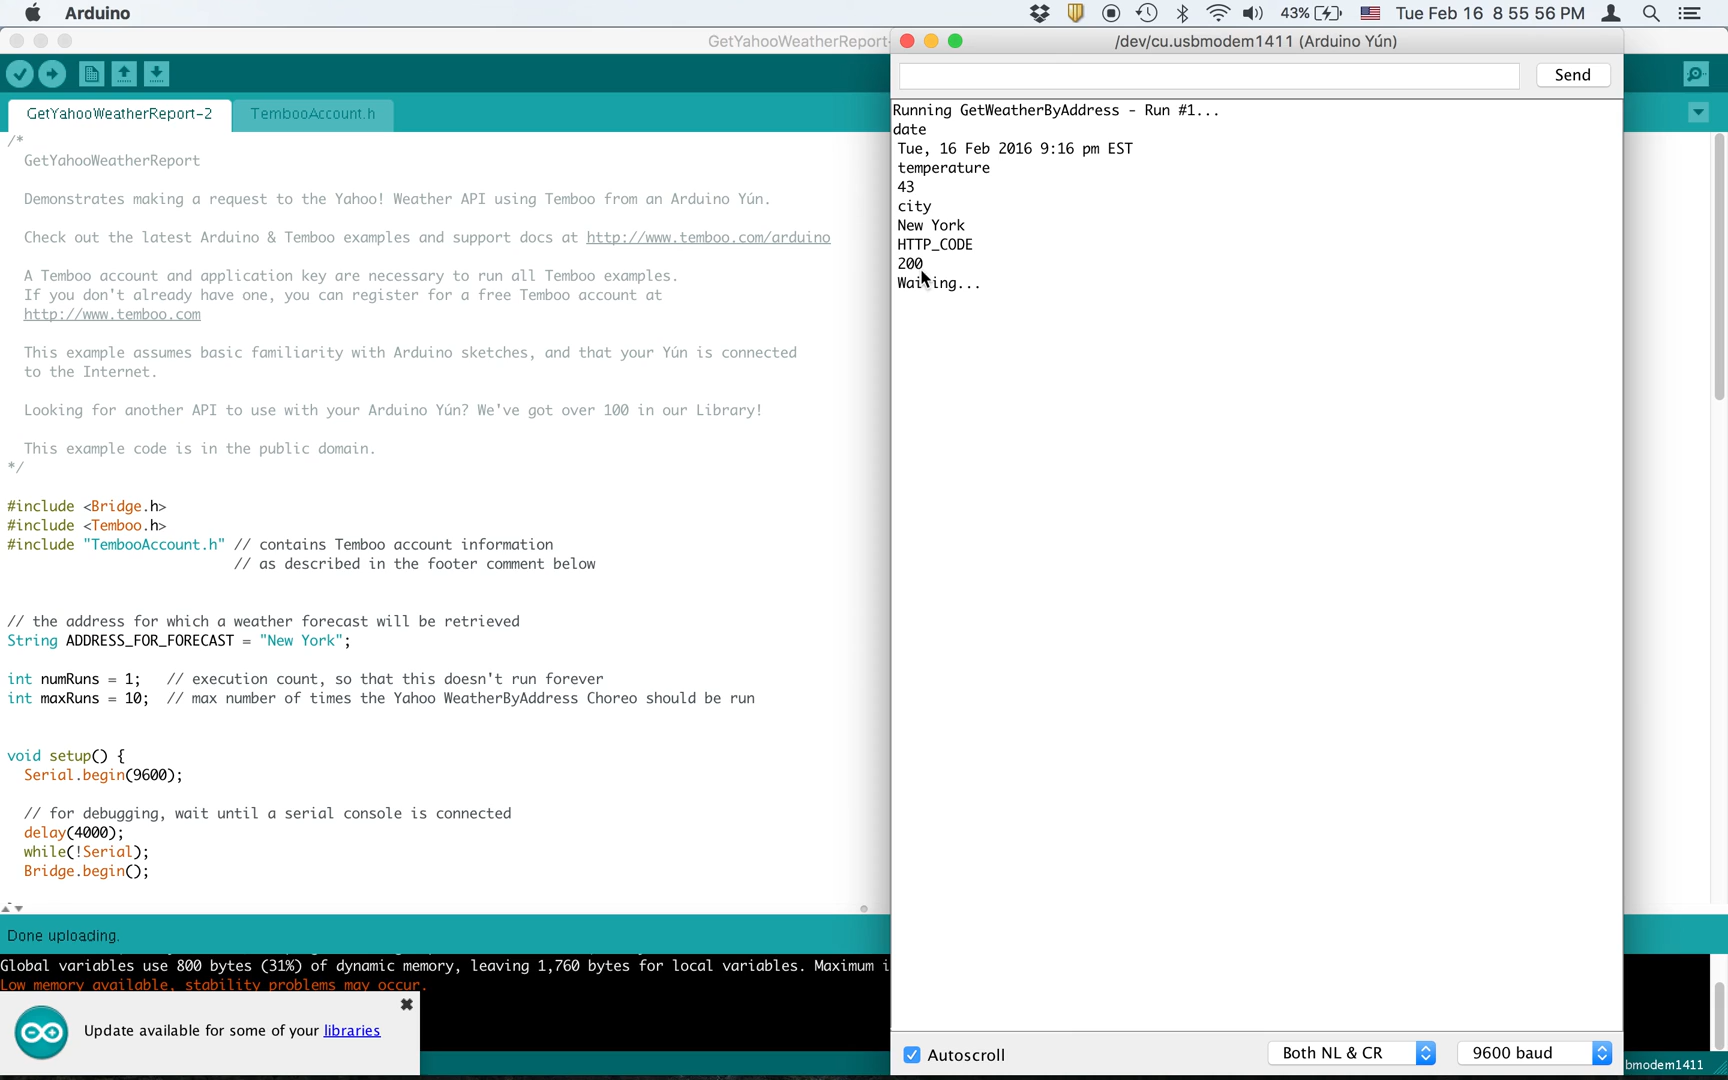 Arduino
43%
Tue Feb 16 8 55 56 PM
GetYahooWeatherReport-
/dev/cu.usbmodem1411 (Arduino Yún)
Send
GetYahooWeatherReport-2
TembooAccount.h
/*
GetYahooWeatherReport
Demonstrates making a request to the Yahoo! Weather API using Temboo from an Arduino Yún.
Check out the latest Arduino & Temboo examples and support docs at http://www.temboo.com/arduino
A Temboo account and application key are necessary to run all Temboo examples.
If you don't already have one, you can register for a free Temboo account at
http://www.temboo.com
This example assumes basic familiarity with Arduino sketches, and that your Yún is connected
to the Internet.
Looking for another API to use with your Arduino Yún? We've got over 100 in our Library!
This example code is in the public domain.
*/
#include <Bridge.h>
#include <Temboo.h>
#include "TembooAccount.h" // contains Temboo account information
// as described in the footer comment below
// the address for which a weather forecast will be retrieved
String ADDRESS_FOR_FORECAST = "New York";
int numRuns = 1;   // execution count, so that this doesn't run forever
int maxRuns = 10;  // max number of times the Yahoo WeatherByAddress Choreo should be run
void setup() {
Serial.begin(9600);
// for debugging, wait until a serial console is connected
delay(4000);
while(!Serial);
Bridge.begin();
Running GetWeatherByAddress - Run #1...
date
Tue, 16 Feb 2016 9:16 pm EST
temperature
43
city
New York
HTTP_CODE
200
Waiting...
Done uploading.
Global variables use 800 bytes (31%) of dynamic memory, leaving 1,760 bytes for local variables. Maximum i
Low memory available, stability problems may occur.
Update available for some of your libraries
Autoscroll
Both NL & CR
9600 baud
bmodem1411